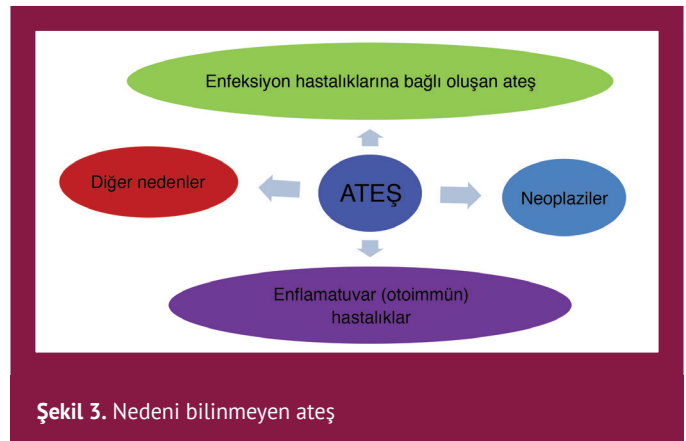 Enfeksiyon hastalıklarına bağlı oluşan ateş
Diğer nedenler
ATEŞ
Neoplaziler
Enflamatuvar (otoimmün)
hastalıklar
Şekil 3. Nedeni bilinmeyen ateş